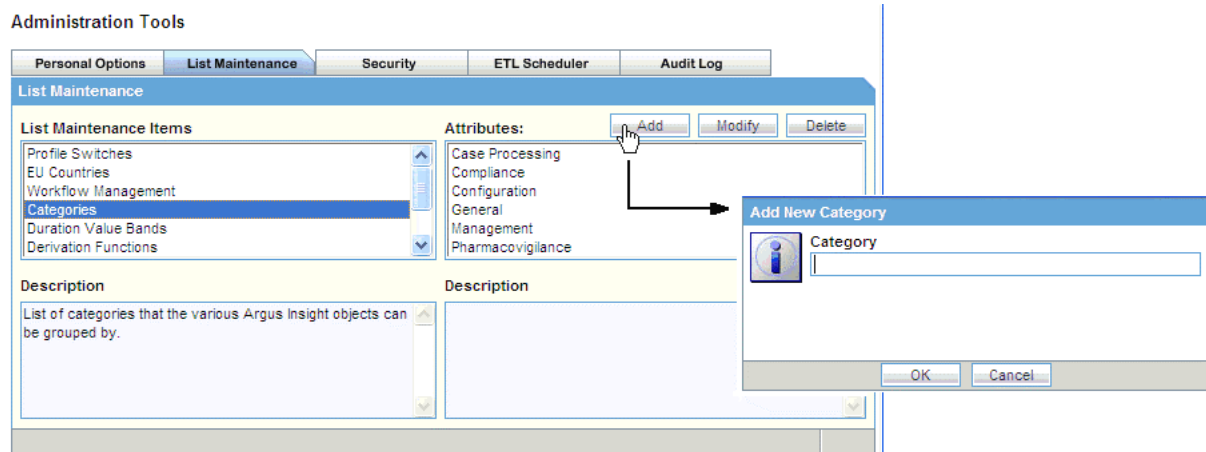 Administration Tools
Personal Options
List Maintenance
Security
ETL Scheduler
Audit Log
List Maintenance
List Maintenance Items
Attributes:
Add
Modify
Delete
Profile Switches
EU Countries
Workflow Management
Categories
Duration Value Bands
Derivation Functions
Case Processing
Compliance
Configuration
General
Management
Pharmacovigilance
Add New Category
Category
OK
Cancel
Description
List of categories that the various Argus Insight objects can
be grouped by.
Description